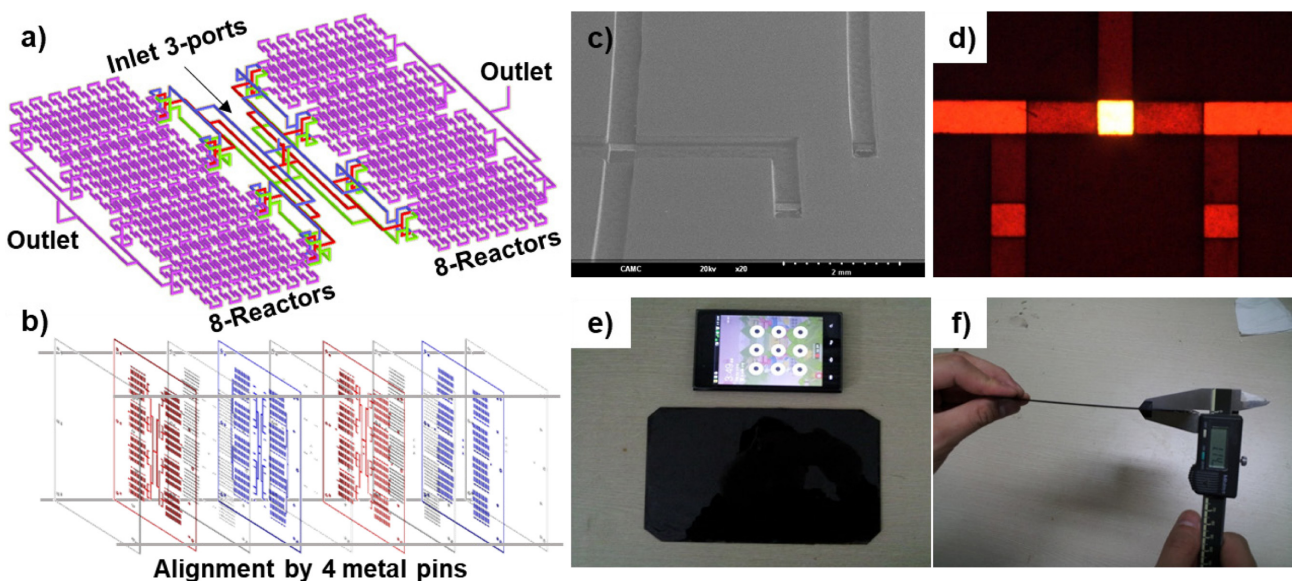 a)
Inlet 3-ports
Outlet
Outlet
8-Reactors
8-Reactors
b)
Alignment by 4 metal pins
c)
CAMC 20kv x20 2 mm
d)
e)
f)